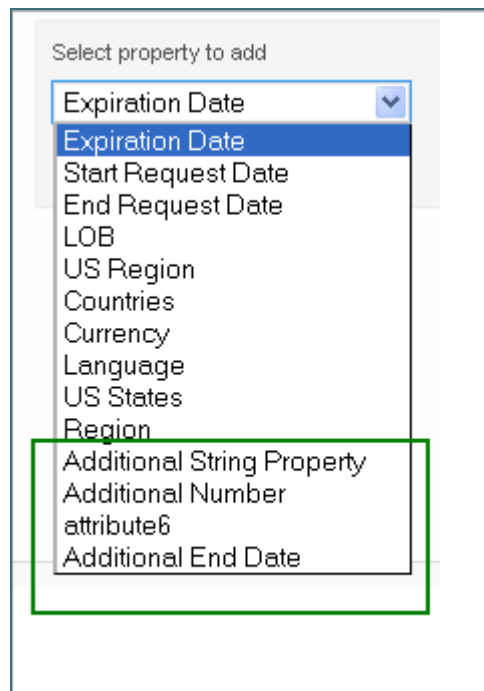 Select property to add
Expiration Date
Expiration Date
Start Request Date
End Request Date
LOB
US Region
Countries
Currency
Language
US States
Region
Additional String Property
Additional Number
attribute6
Additional End Date